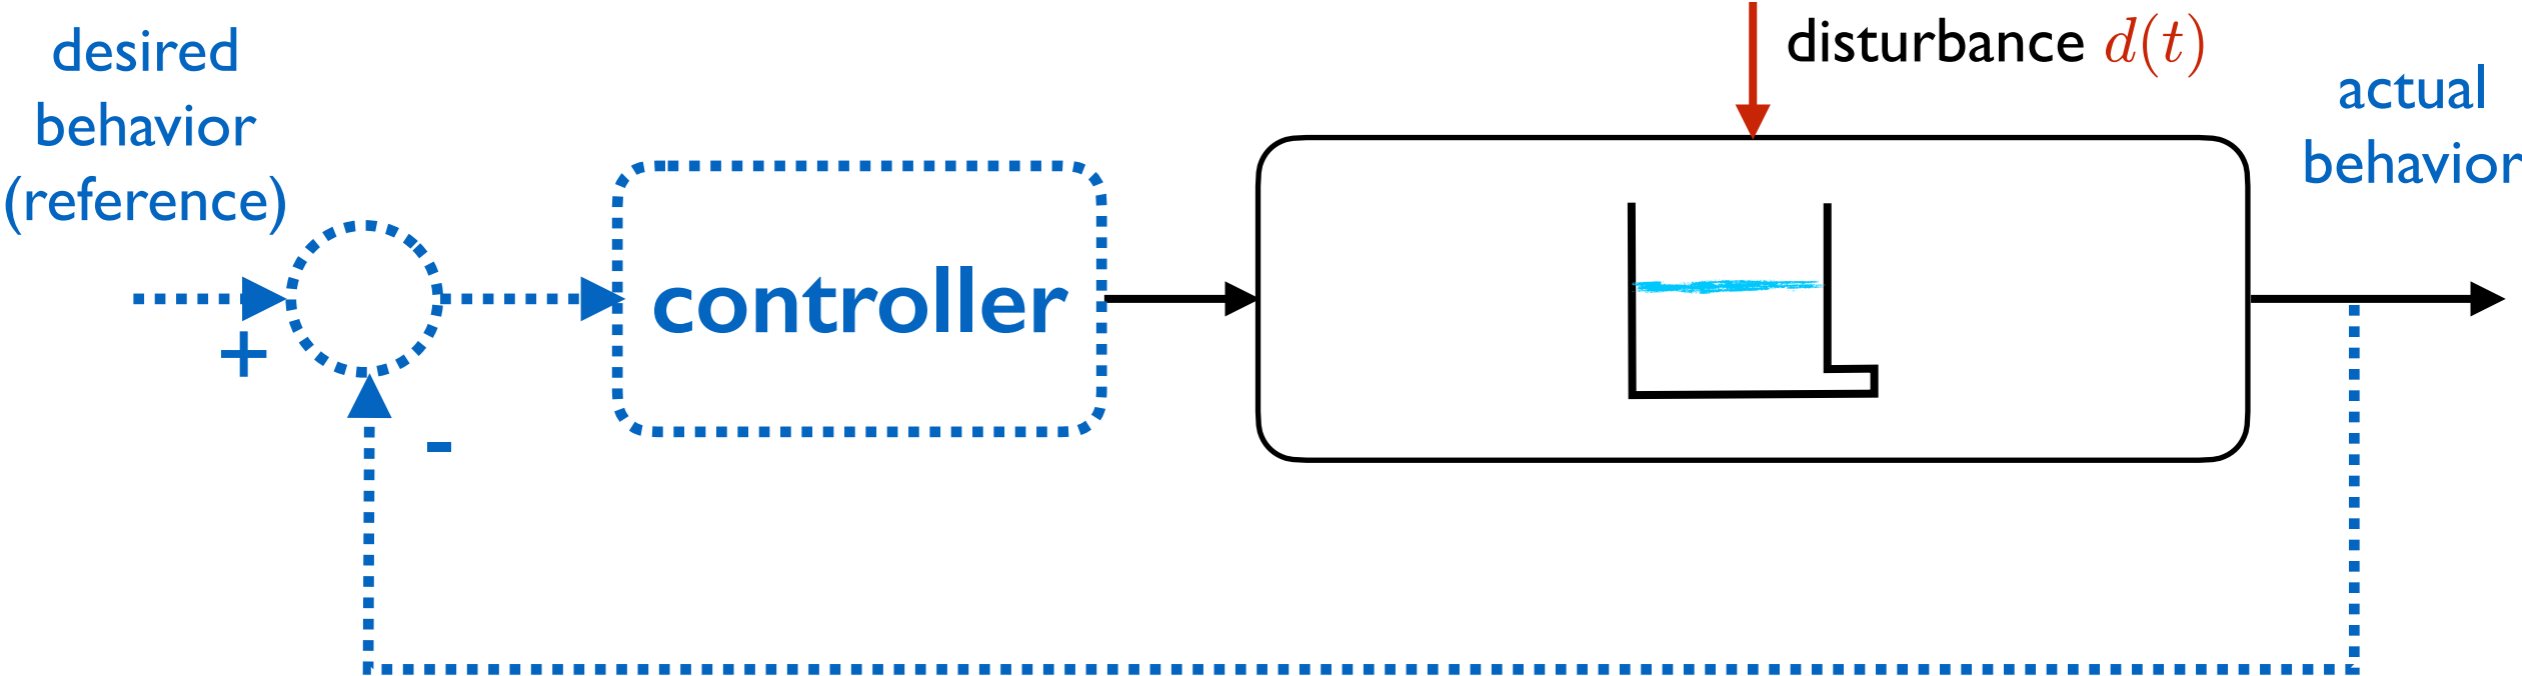 desired
behavior
(reference)
+
-
controller
disturbance d(t)
actual
behavior